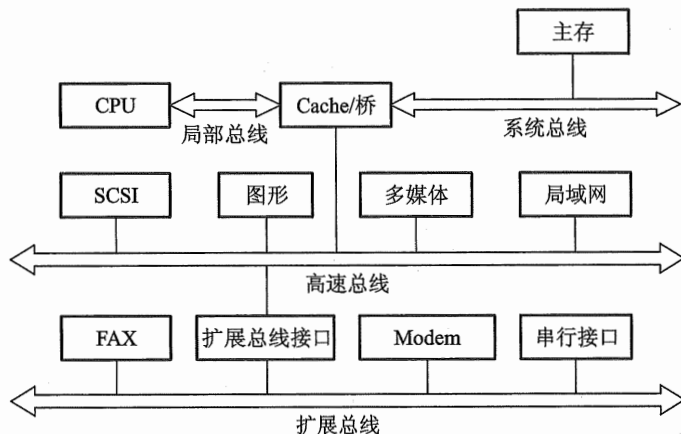 主存
CPU
Cache/桥
局部总线
系统总线
SCSI
图形
多媒体
局域网
高速总线
FAX
扩展总线接口
Modem
串行接口
扩展总线